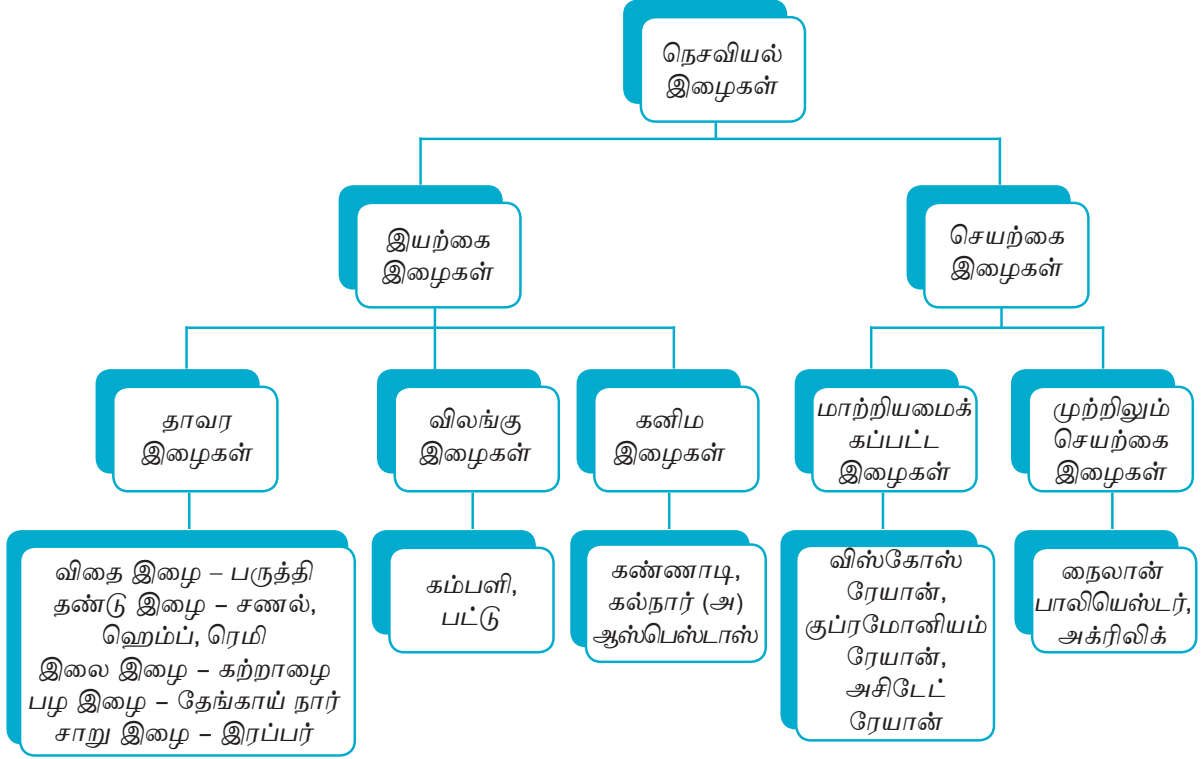 நெசவியல்
இழைகள்
இயற்கை
இழைகள்
செயற்கை
இழைகள்
தாவர
இழைகள்
விலங்கு
இழைகள்
கனிம
இழைகள்
மாற்றியமைக்
கப்பட்ட
இழைகள்
முற்றிலும்
செயற்கை
இழைகள்
விதை இழை – பருத்தி
தண்டு இழை – சணல்,
ஹெம்ப், ரெமி
இலை இழை – கற்றாழை
பழ இழை – தேங்காய் நார்
சாறு இழை – இரப்பர்
கம்பளி,
பட்டு
கண்ணாடி,
கல்நார் (அ)
ஆஸ்பெஸ்டாஸ்
விஸ்கோஸ்
ரேயான்,
குப்ரமோனியம்
ரேயான்,
அசிடேட்
ரேயான்
நைலான்
பாலியெஸ்டர்,
அக்ரிலிக்